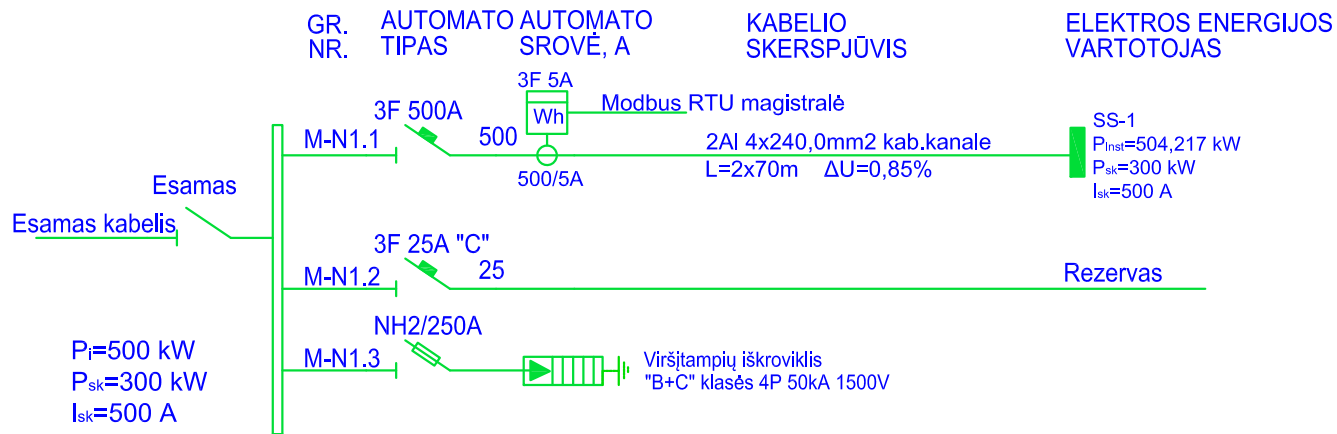 GR.
NR.
AUTOMATO
TIPAS
AUTOMATO
SROVĖ, A
KABELIO
SKERSPJŪVIS
ELEKTROS ENERGIJOS
VARTOTOJAS
3F 5A
Wh
Modbus RTU magistralė
3F 500A
M-N1.1
500
500/5A
2Al 4x240,0mm2 kab.kanale
L=2x70m ΔU=0,85%
SS-1
PInst=504,217 kW
Psk=300 kW
Isk=500 A
Esamas
Esamas kabelis
3F 25A "C"
M-N1.2
25
Rezervas
NH2/250A
M-N1.3
Viršįtampių iškroviklis
"B+C" klasės 4P 50kA 1500V
Pi=500 kW
Psk=300 kW
Isk=500 A